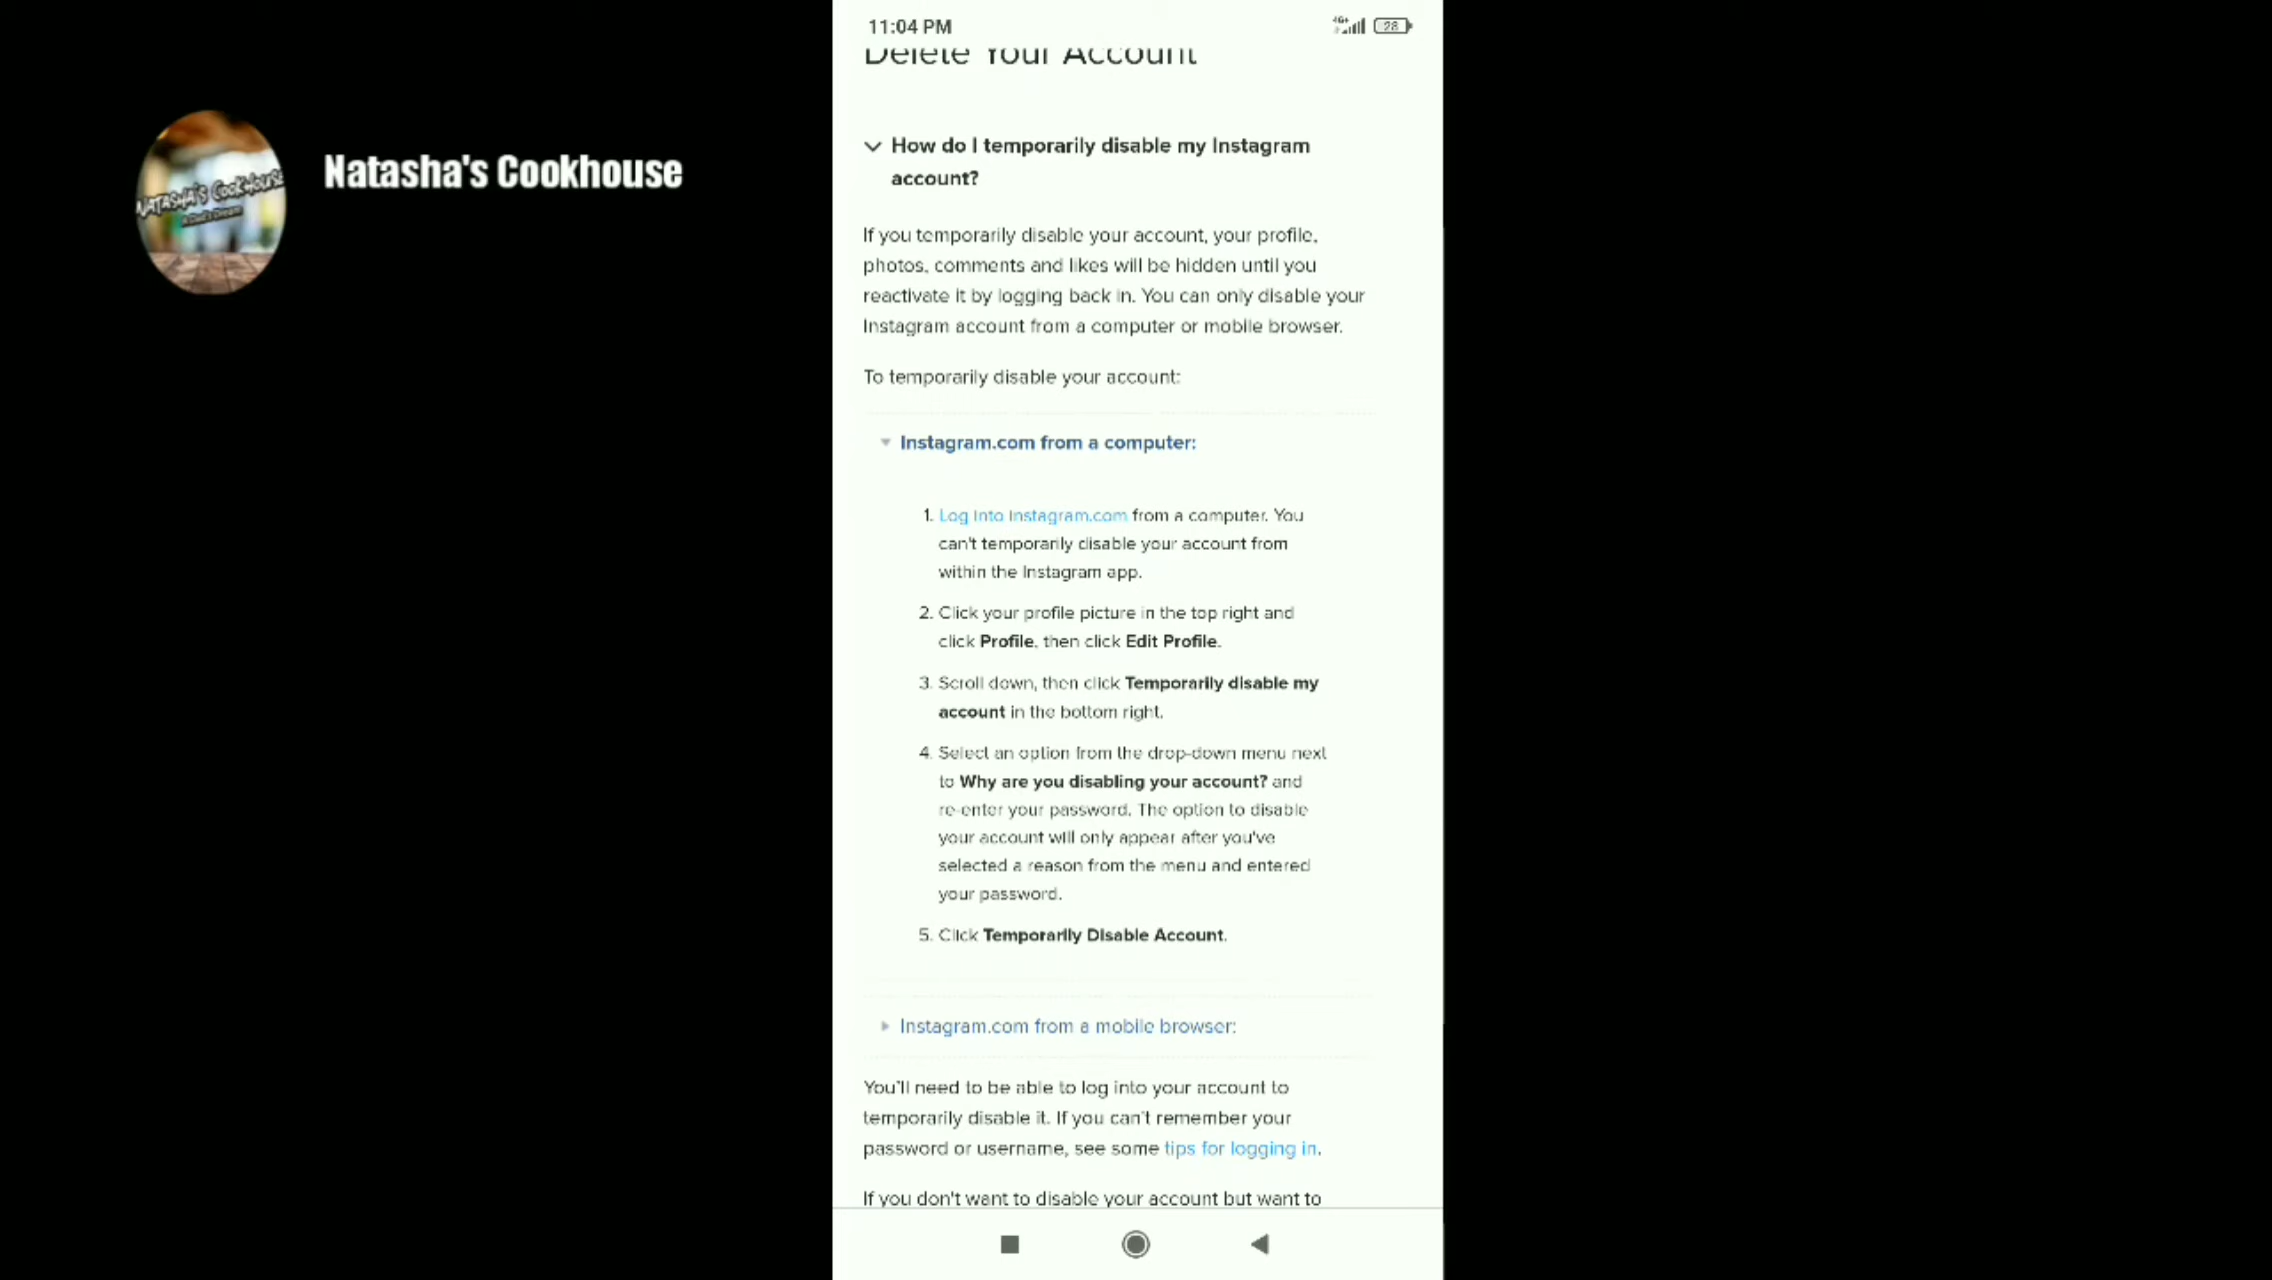 11:04 PM
4G+
28
Delete Your Account
NATASHA'S COOKHOUSE
Natasha's Cookhouse
How do I temporarily disable my Instagram
account?
If you temporarily disable your account, your profile,
photos, comments and likes will be hidden until you
reactivate it by logging back in. You can only disable your
Instagram account from a computer or mobile browser.
To temporarily disable your account:
Instagram.com from a computer:
1. Log into Instagram.com from a computer. You
can't temporarily disable your account from
within the Instagram app.
2. Click your profile picture in the top right and
click Profile, then click Edit Profile.
3. Scroll down, then click Temporarily disable my
account in the bottom right.
4. Select an option from the drop-down menu next
to Why are you disabling your account? and
re-enter your password. The option to disable
your account will only appear after you've
selected a reason from the menu and entered
your password.
5. Click Temporarily Disable Account.
Instagram.com from a mobile browser:
You'll need to be able to log into your account to
temporarily disable it. If you can't remember your
password or username, see some tips for logging in.
If you don't want to disable your account but want to